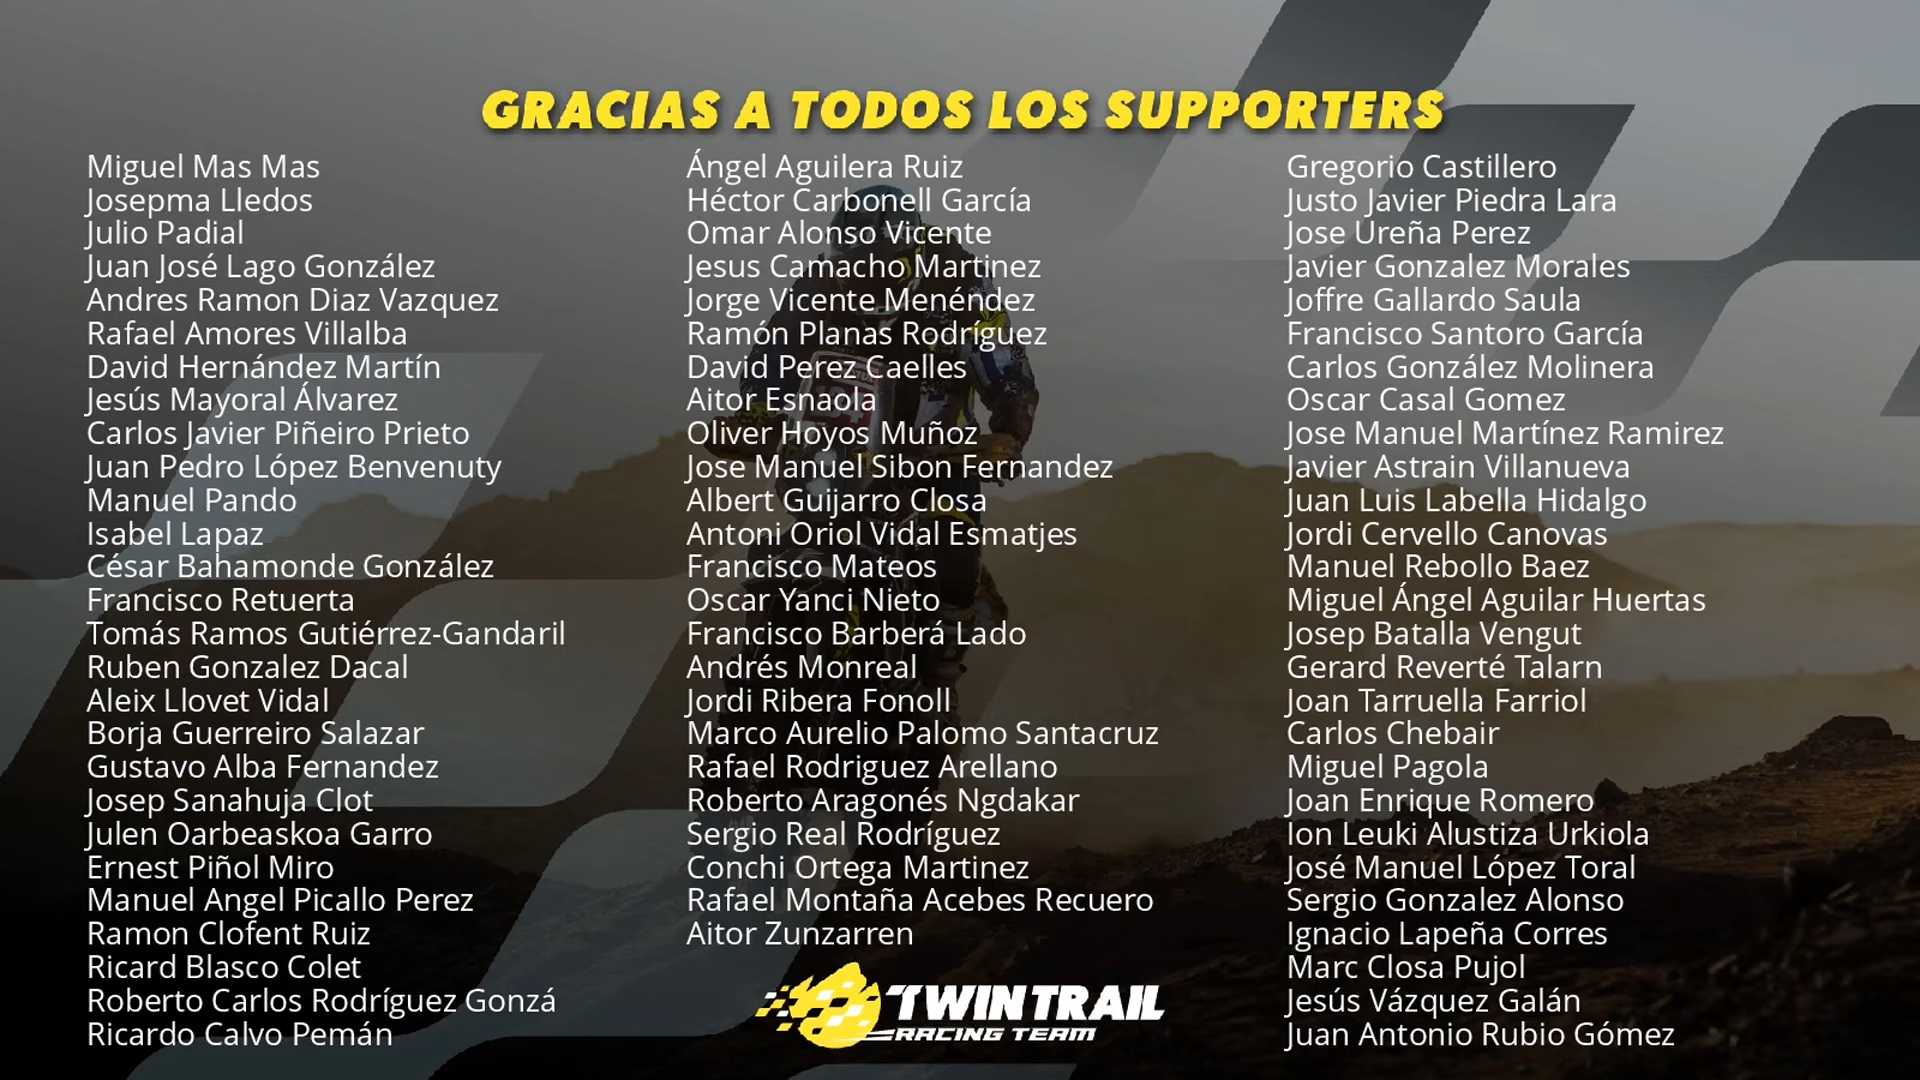 GRACIAS A TODOS LOS SUPPORTERS
Miguel Mas Mas
Josepma Lledos
Julio Padial
Juan José Lago González
Andres Ramon Diaz Vazquez
Rafael Amores Villalba
David Hernández Martín
Jesús Mayoral Álvarez
Carlos Javier Piñeiro Prieto
Juan Pedro López Benvenuty
Manuel Pando
Isabel Lapaz
César Bahamonde González
Francisco Retuerta
Tomás Ramos Gutiérrez-Gandaril
Ruben Gonzalez Dacal
Aleix Llovet Vidal
Borja Guerreiro Salazar
Gustavo Alba Fernandez
Josep Sanahuja Clot
Julen Oarbeaskoa Garro
Ernest Piñol Miro
Manuel Angel Picallo Perez
Ramon Clofent Ruiz
Ricard Blasco Colet
Roberto Carlos Rodríguez Gonzá
Ricardo Calvo Pemán
Ángel Aguilera Ruiz
Héctor Carbonell García
Omar Alonso Vicente
Jesus Camacho Martinez
Jorge Vicente Menéndez
Ramón Planas Rodríguez
David Perez Caelles
Aitor Esnaola
Oliver Hoyos Muñoz
Jose Manuel Sibon Fernandez
Albert Guijarro Closa
Antoni Oriol Vidal Esmatjes
Francisco Mateos
Oscar Yanci Nieto
Francisco Barberá Lado
Andrés Monreal
Jordi Ribera Fonoll
Marco Aurelio Palomo Santacruz
Rafael Rodriguez Arellano
Roberto Aragonés Ngdakar
Sergio Real Rodríguez
Conchi Ortega Martinez
Rafael Montaña Acebes Recuero
Aitor Zunzarren
TWINTRAIL
RACING TEAM
Gregorio Castillero
Justo Javier Piedra Lara
Jose Ureña Perez
Javier Gonzalez Morales
Joffre Gallardo Saula
Francisco Santoro García
Carlos González Molinera
Oscar Casal Gomez
Jose Manuel Martínez Ramirez
Javier Astrain Villanueva
Juan Luis Labella Hidalgo
Jordi Cervello Canovas
Manuel Rebollo Baez
Miguel Ángel Aguilar Huertas
Josep Batalla Vengut
Gerard Reverté Talarn
Joan Tarruella Farriol
Carlos Chebair
Miguel Pagola
Joan Enrique Romero
Ion Leuki Alustiza Urkiola
José Manuel López Toral
Sergio Gonzalez Alonso
Ignacio Lapeña Corres
Marc Closa Pujol
Jesús Vázquez Galán
Juan Antonio Rubio Gómez